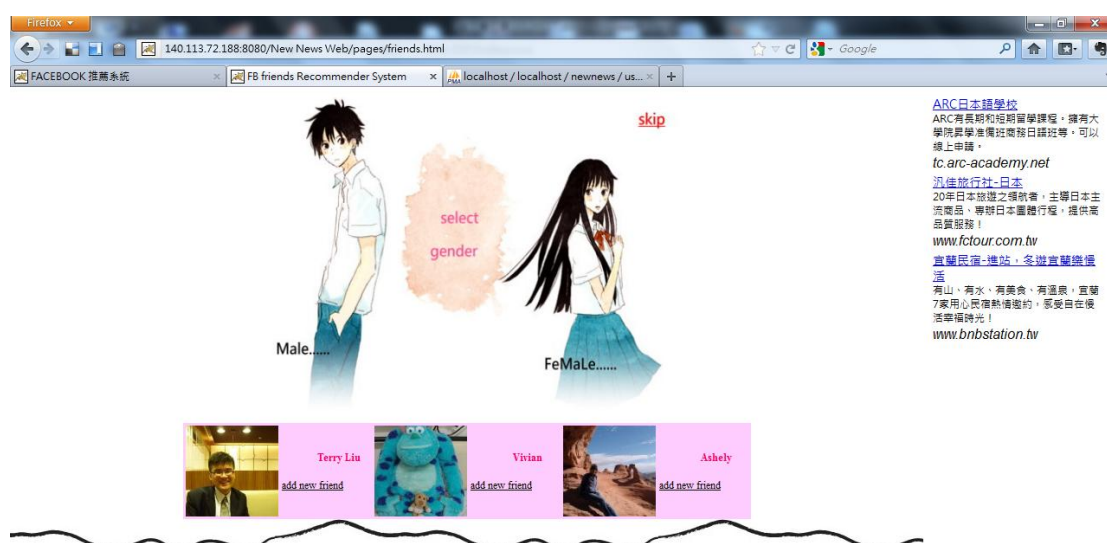 Firefox
140.113.72.188:8080/New News Web/pages/friends.html
Google
FACEBOOK 推薦系統
FB friends Recommender System
localhost / localhost / newnews / us...
skip
select
gender
Male......
FeMaLe......
ARC日本語學校
ARC有長期和短期留學課程，擁有大
學院昇學準備班商務日語班等。可以
線上申請。
tc.arc-academy.net
汎佳旅行社-日本
20年日本旅遊之領航者，主導日本主
流商品、專辦日本團體行程，提供高
品質服務！
www.fctour.com.tw
宜蘭民宿-進站，冬遊宜蘭樂慢
活
有山、有水、有美食、有溫泉，宜蘭
7家用心民宿熱情邀約，感受自在慢
活幸福時光！
www.bnbstation.tw
Terry Liu
add new friend
Vivian
add new friend
Ashely
add new friend